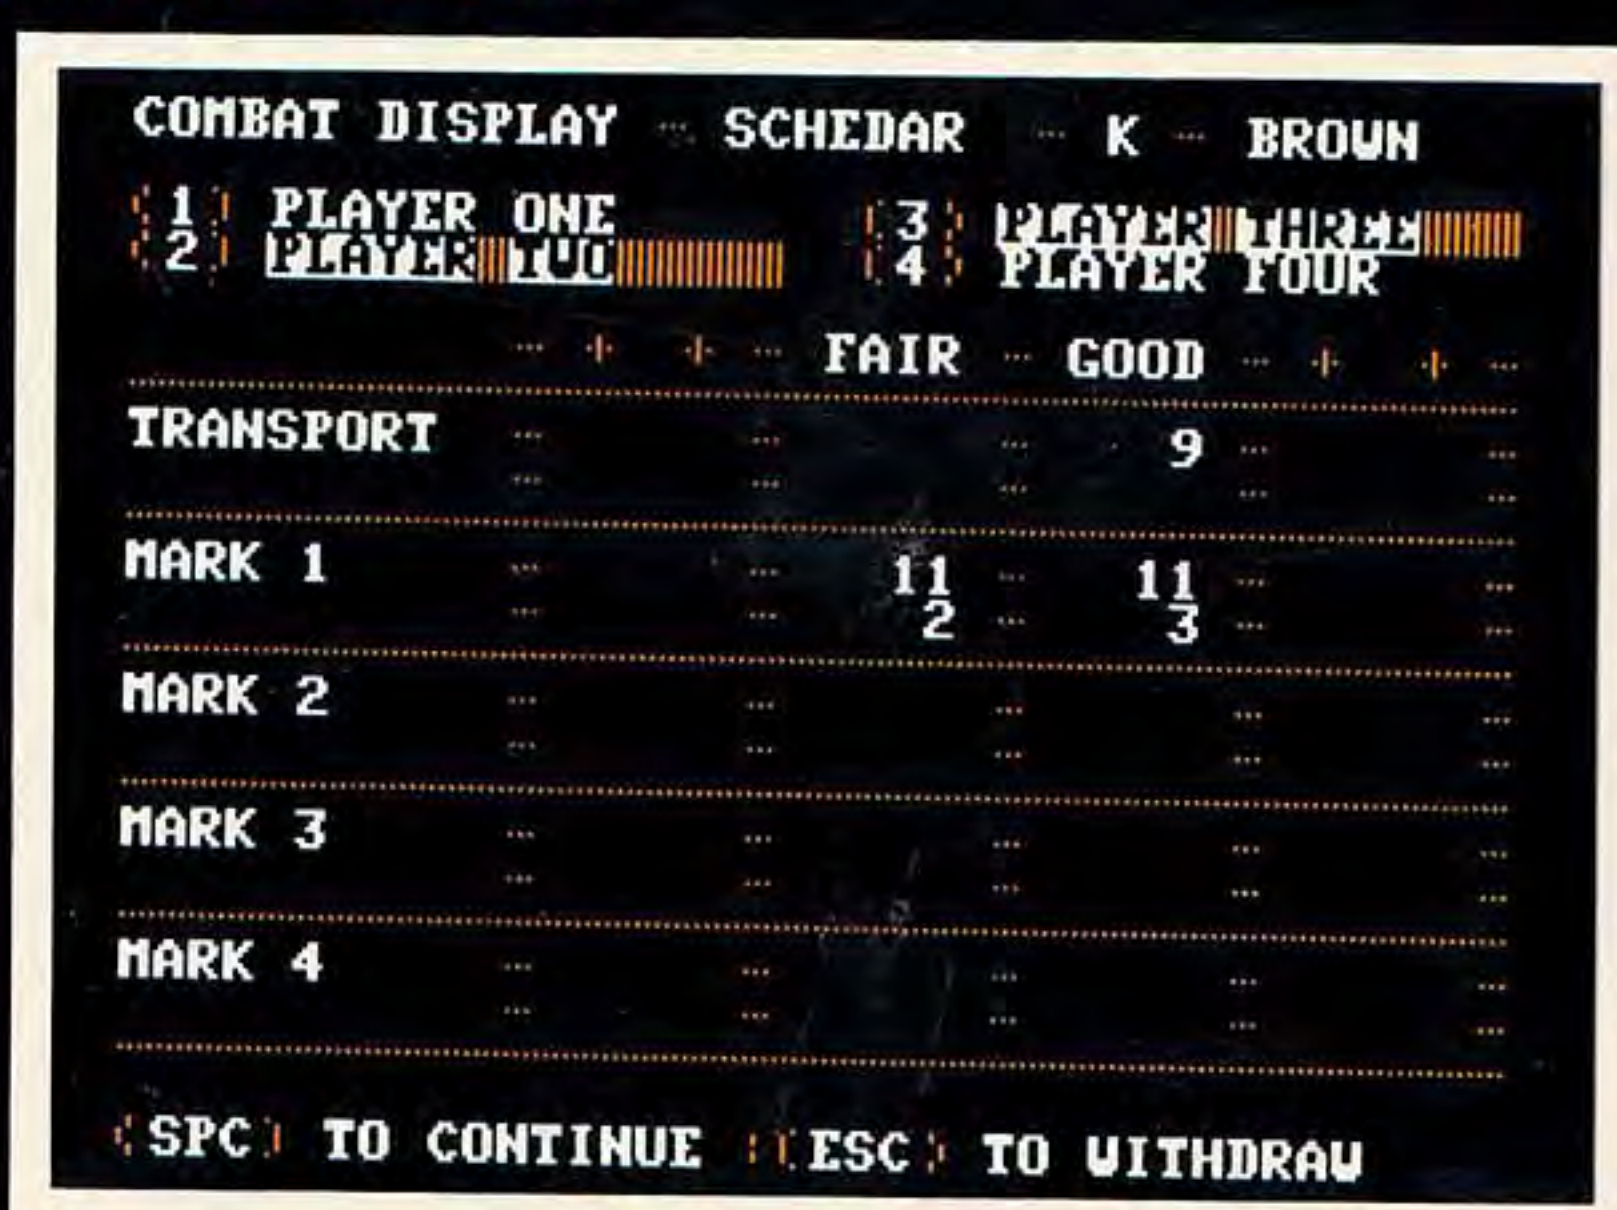 COMBAT DISPLAY SCHEDAR K BROWN
1 PLAYER ONE 3 PLAYER THREE
2 PLAYER TWO 4 PLAYER FOUR
FAIR GOOD
TRANSPORT 9
MARK 1 11 11
2 3
MARK 2
MARK 3
MARK 4
SPC TO CONTINUE ESC TO WITHDRAW